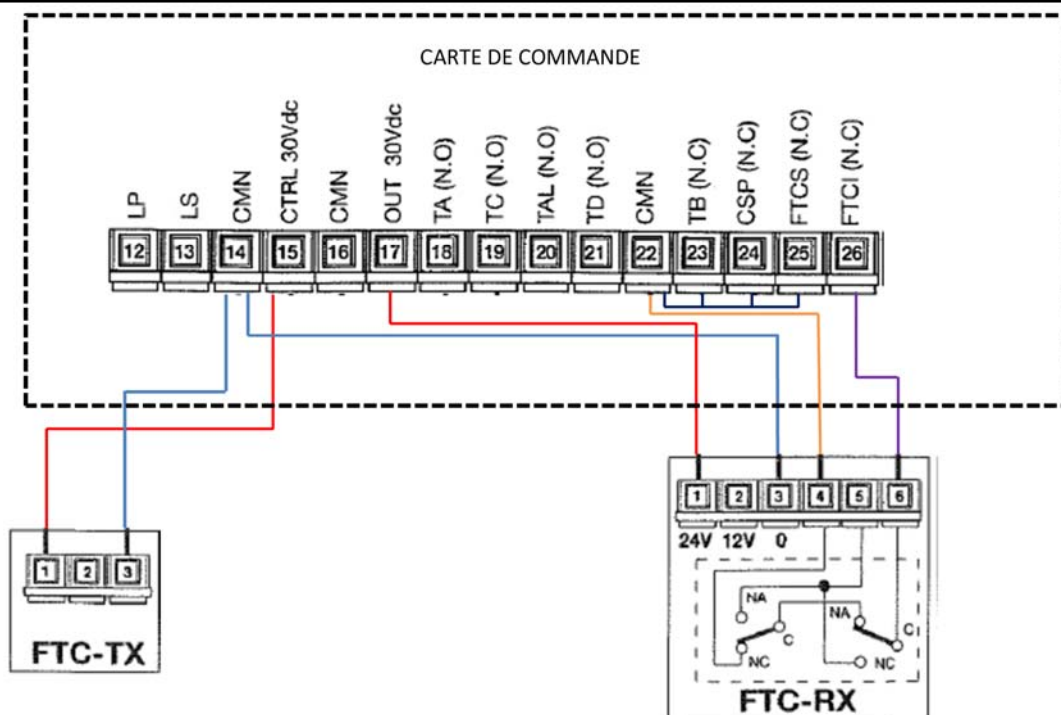 CARTE DE COMMANDE
LP
LS
CMN
CTRL 30Vdc
CMN
OUT 30Vdc
TA (N.O)
TC (N.O)
TAL (N.O)
TD (N.O)
CMN
TB (N.C)
CSP (N.C)
FTCS (N.C)
FTCI (N.C)
12 13 14 15 16 17 18 19 20 21 22 23 24 25 26
1 2 3 4 5 6
24V 12V 0
1 2 3
NA
NA
C
C
NC
NC
FTC-TX
FTC-RX